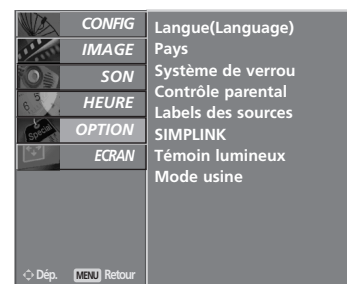 CONFIG
IMAGE
SON
HEURE
OPTION
ECRAN
Langue(Language)
Pays
Système de verrou
Contrôle parental
Labels des sources
SIMPLINK
Témoin lumineux
Mode usine
Special
Dép. MENU Retour